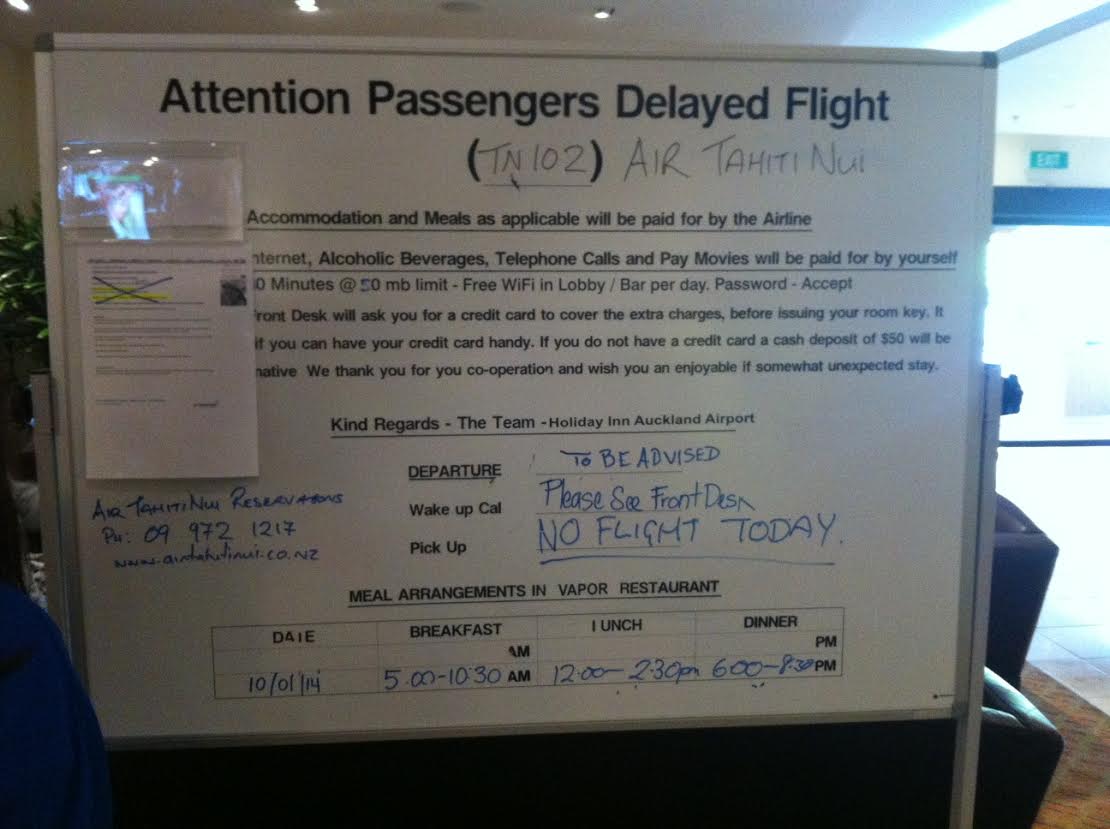 Attention Passengers Delayed Flight
(TN102) AIR TAHITI NUI
EXIT
Accommodation and Meals as applicable will be paid for by the Airline
nternet, Alcoholic Beverages, Telephone Calls and Pay Movies will be paid for by yourself
0 Minutes @ 50 mb limit - Free WiFi in Lobby / Bar per day. Password - Accept
ront Desk will ask you for a credit card to cover the extra charges, before issuing your room key. It
if you can have your credit card handy. If you do not have a credit card a cash deposit of $50 will be
native We thank you for you co-operation and wish you an enjoyable if somewhat unexpected stay.
Kind Regards - The Team - Holiday Inn Auckland Airport
DEPARTURE TO BE ADVISED
Wake up Cal Please See Front Desk
Pick Up NO FLIGHT TODAY.
AIR TAHITI NUI RESERVATIONS
PH: 09 972 1217
www.airtahitinui.co.nz
MEAL ARRANGEMENTS IN VAPOR RESTAURANT
DATE BREAKFAST LUNCH DINNER
AM PM
10/01/14 5.00-10:30 AM 12:00- 2:30pm 6:00-8:30 PM